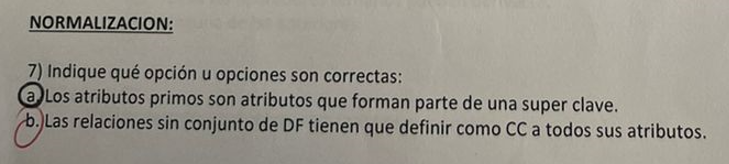 NORMALIZACION:
7) Indique qué opción u opciones son correctas:
a. Los atributos primos son atributos que forman parte de una super clave.
b. Las relaciones sin conjunto de DF tienen que definir como CC a todos sus atributos.